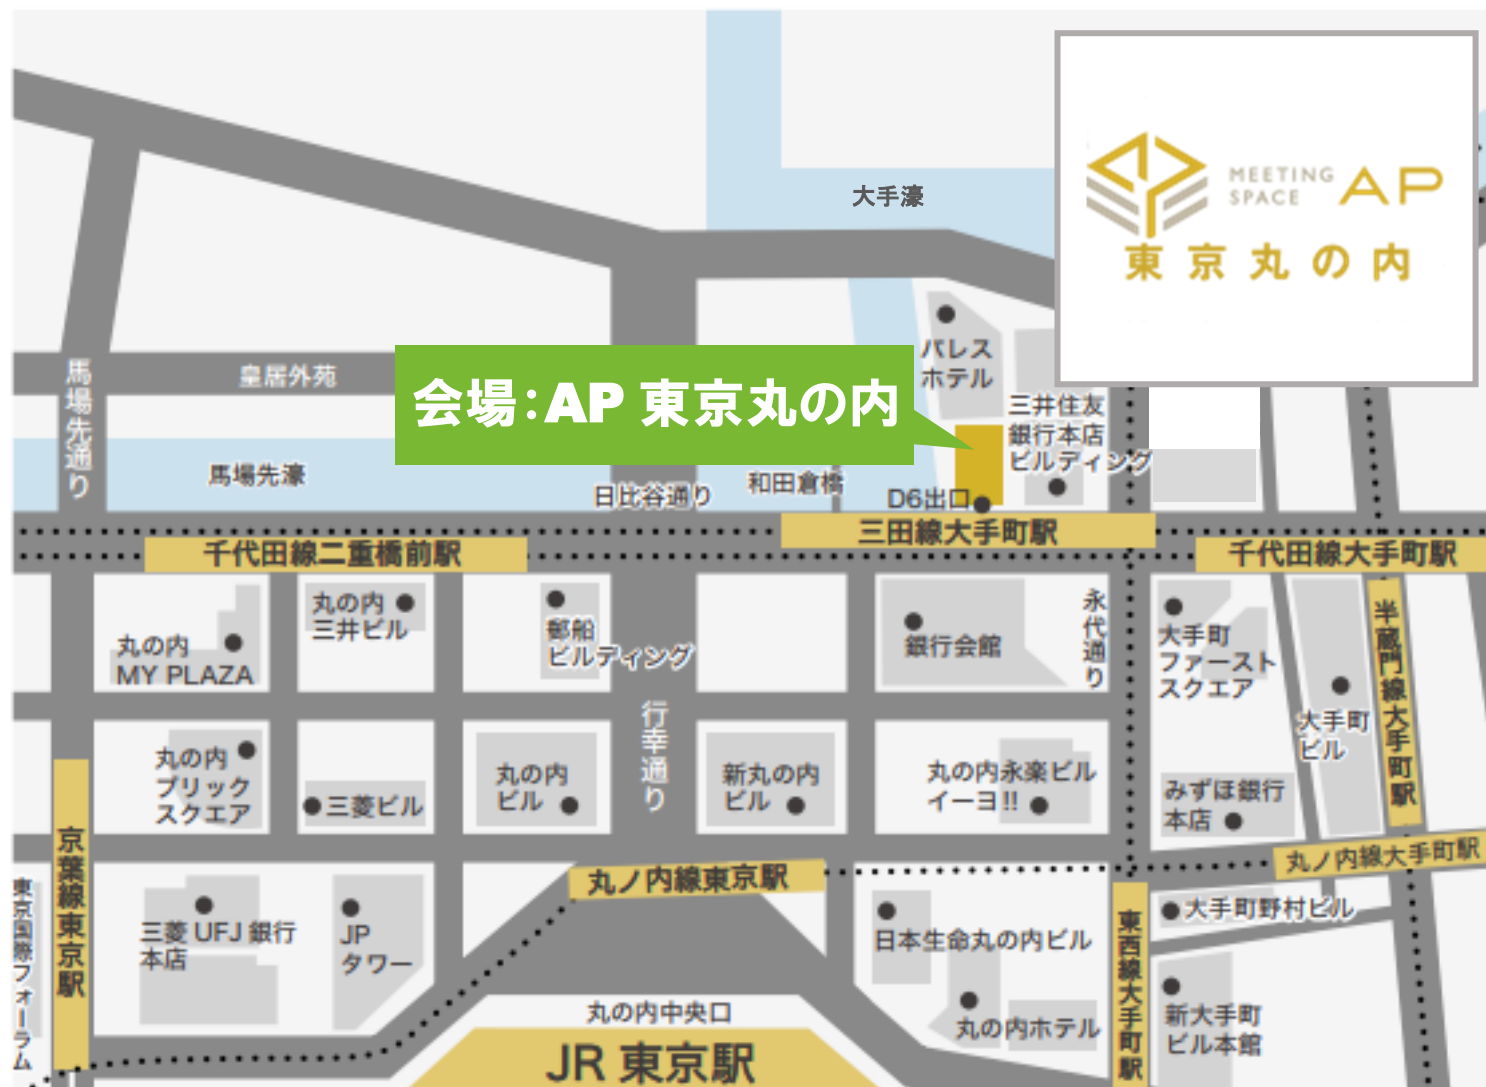 MEETING
SPACE
AP
東京丸の内
大手濠
パレス
ホテル
皇居外苑
会場：AP 東京丸の内
三井住友
銀行本店
ビルディング
馬場先通り
馬場先濠
日比谷通り
和田倉橋
D6出口
三田線大手町駅
千代田線二重橋前駅
千代田線大手町駅
丸の内
MY PLAZA
丸の内
三井ビル
郵船
ビルディング
銀行会館
永代通り
大手町
ファースト
スクエア
半蔵門線大手町駅
大手町
ビル
行幸通り
丸の内
ブリック
スクエア
三菱ビル
丸の内
ビル
新丸の内
ビル
丸の内永楽ビル
イーヨ!!
みずほ銀行
本店
丸ノ内線東京駅
丸ノ内線大手町駅
京葉線東京駅
東京国際フォーラム
三菱 UFJ 銀行
本店
JP
タワー
日本生命丸の内ビル
東西線大手町駅
大手町野村ビル
丸の内中央口
丸の内ホテル
新大手町
ビル本館
JR 東京駅